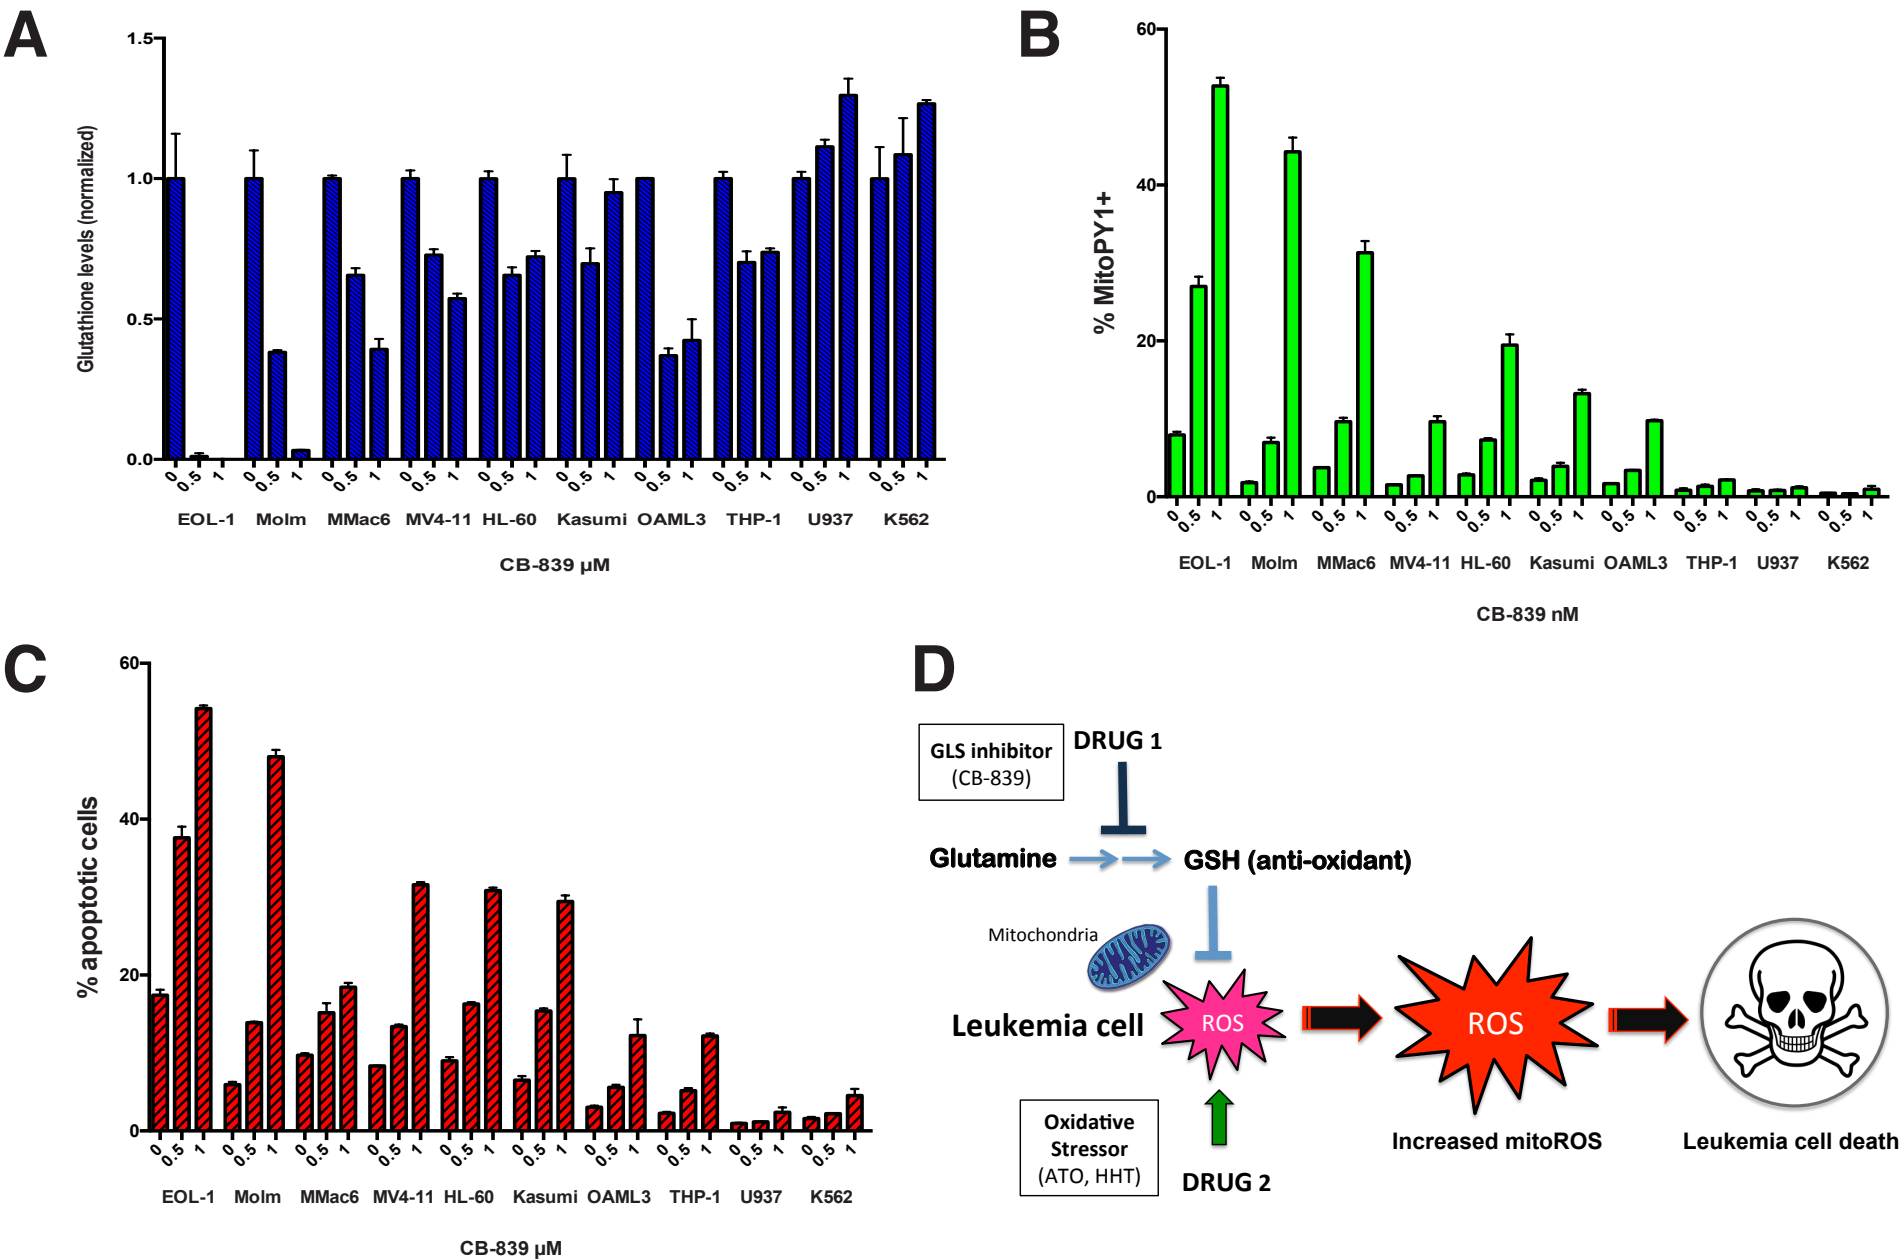 A
Glutathione levels (normalized)
1.5
1.0
0.5
0.0
0 0.5 1 0 0.5 1 0 0.5 1 0 0.5 1 0 0.5 1 0 0.5 1 0 0.5 1 0 0.5 1 0 0.5 1 0 0.5 1
EOL-1 Molm MMac6 MV4-11 HL-60 Kasumi OAML3 THP-1 U937 K562
CB-839 µM
B
% MitoPY1+
60
40
20
0
0 0.5 1 0 0.5 1 0 0.5 1 0 0.5 1 0 0.5 1 0 0.5 1 0 0.5 1 0 0.5 1 0 0.5 1 0 0.5 1
EOL-1 Molm MMac6 MV4-11 HL-60 Kasumi OAML3 THP-1 U937 K562
CB-839 nM
C
% apoptotic cells
60
40
20
0
0 0.5 1 0 0.5 1 0 0.5 1 0 0.5 1 0 0.5 1 0 0.5 1 0 0.5 1 0 0.5 1 0 0.5 1 0 0.5 1
EOL-1 Molm MMac6 MV4-11 HL-60 Kasumi OAML3 THP-1 U937 K562
CB-839 µM
D
GLS inhibitor
(CB-839)
DRUG 1
Glutamine
GSH (anti-oxidant)
Mitochondria
Leukemia cell
ROS
ROS
Oxidative
Stressor
(ATO, HHT)
DRUG 2
Increased mitoROS
Leukemia cell death